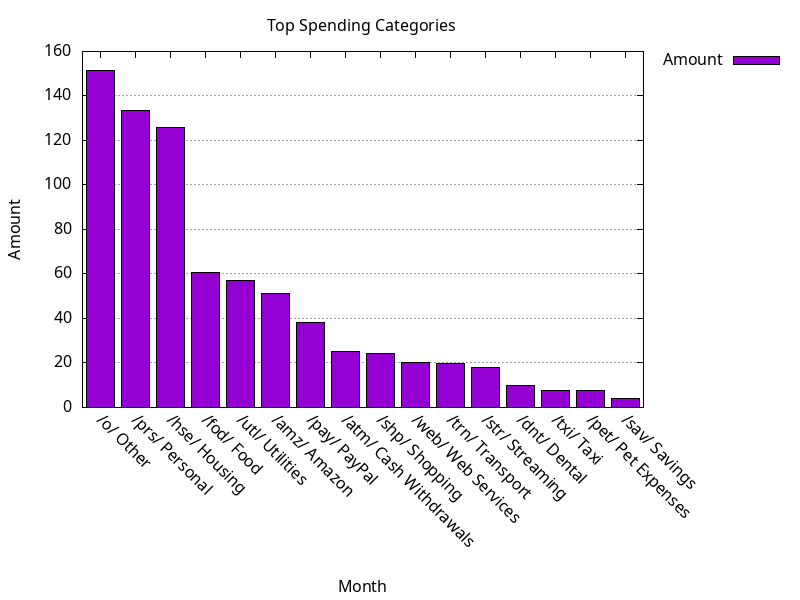 Top Spending Categories
Amount
160
140
120
100
80
60
40
20
0
Amount
/o/ Other
/prs/ Personal
/hse/ Housing
/fod/ Food
/utl/ Utilities
/amz/ Amazon
/pay/ PayPal
/atm/ Cash Withdrawals
/shp/ Shopping
/web/ Web Services
/trn/ Transport
/str/ Streaming
/dnt/ Dental
/txi/ Taxi
/pet/ Pet Expenses
/sav/ Savings
Month